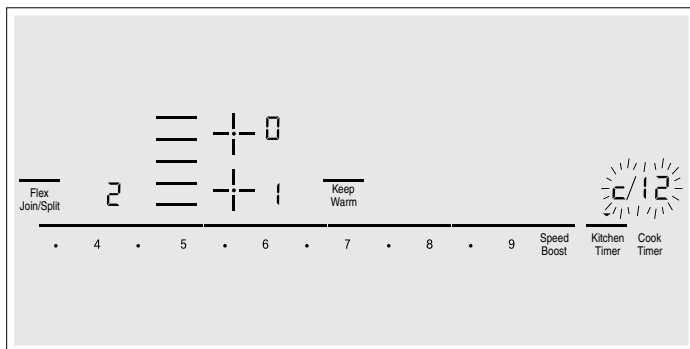 0
Flex
Join/Split
2
1
Keep
Warm
c/12
. 4 . 5 . 6 . 7 . 8 . 9
Speed
Boost
Kitchen
Timer
Cook
Timer